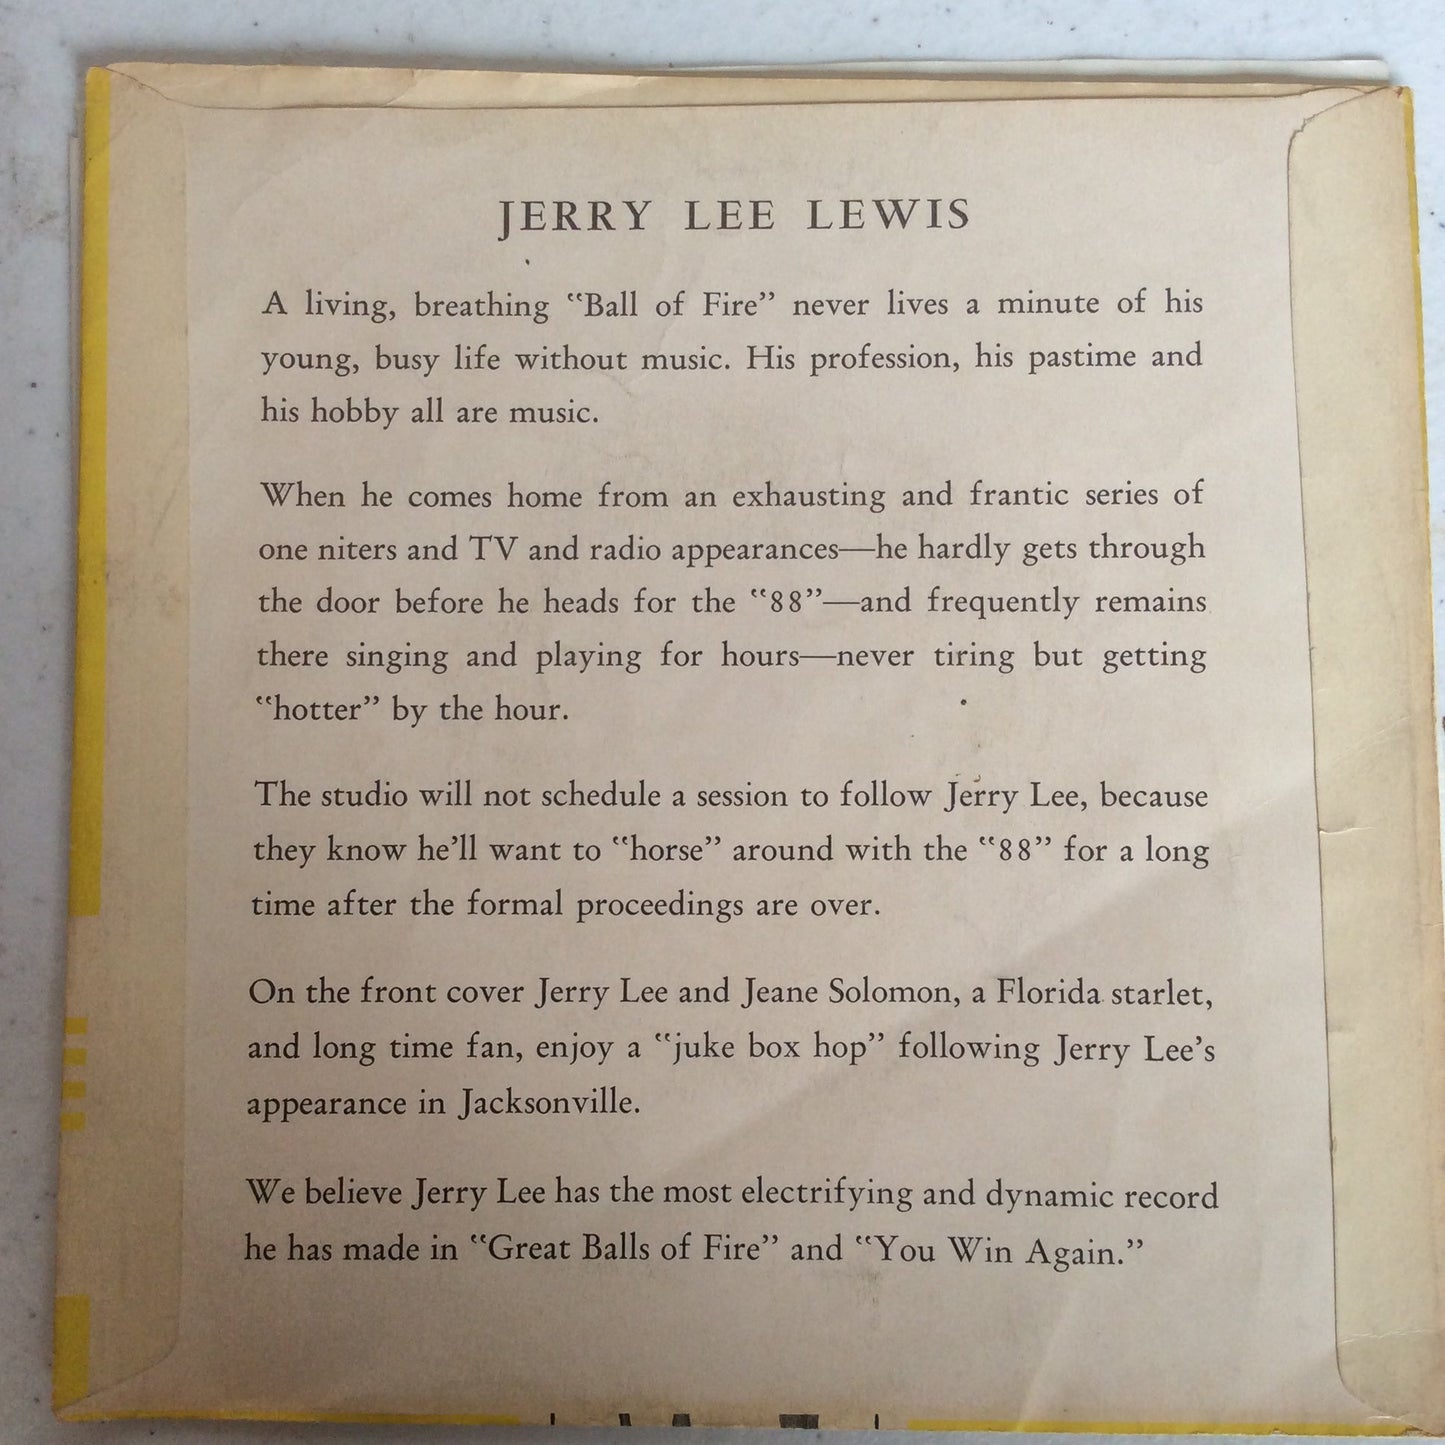 JERRY LEE LEWIS
A living, breathing "Ball of Fire" never lives a minute of his
young, busy life without music. His profession, his pastime and
his hobby all are music.
When he comes home from an exhausting and frantic series of
one niters and TV and radio appearances—he hardly gets through
the door before he heads for the "88"—and frequently remains
there singing and playing for hours—never tiring but getting
"hotter" by the hour.
The studio will not schedule a session to follow Jerry Lee, because
they know he'll want to "horse" around with the "88" for a long
time after the formal proceedings are over.
On the front cover Jerry Lee and Jeane Solomon, a Florida starlet,
and long time fan, enjoy a "juke box hop" following Jerry Lee's
appearance in Jacksonville.
We believe Jerry Lee has the most electrifying and dynamic record
he has made in "Great Balls of Fire" and "You Win Again."